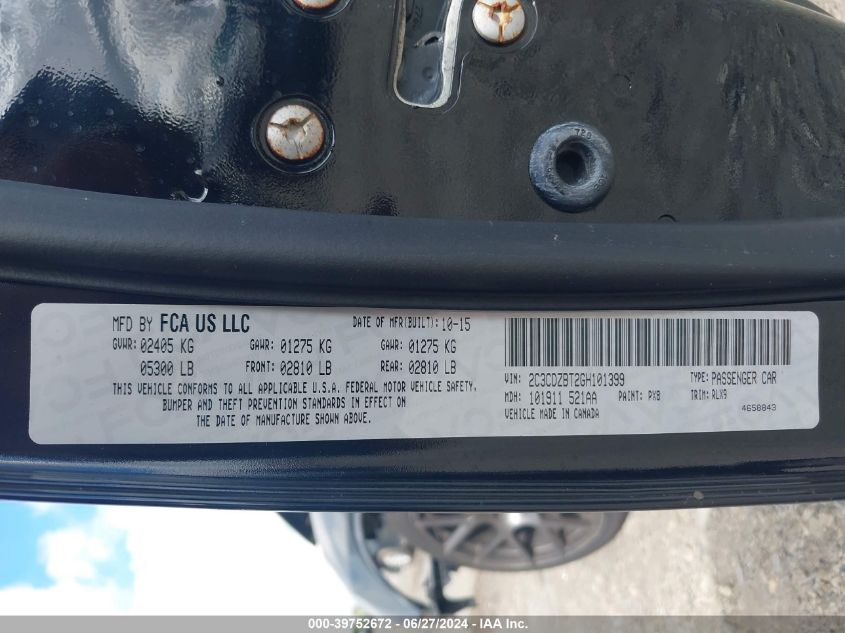 728
MFD BY FCA US LLC DATE OF MFR(BUILT): 10-15
GVWR: 02405 KG GAWR: 01275 KG GAWR: 01275 KG
05300 LB FRONT: 02810 LB REAR: 02810 LB
THIS VEHICLE CONFORMS TO ALL APPLICABLE U.S.A. FEDERAL MOTOR VEHICLE SAFETY,
BUMPER AND THEFT PREVENTION STANDARDS IN EFFECT ON
THE DATE OF MANUFACTURE SHOWN ABOVE.
VIN: 2C3CDZBT2GH101399 TYPE: PASSENGER CAR
MDH: 101911 521AA PAINT: PX8 TRIM: RLX9
VEHICLE MADE IN CANADA 4658843
000-39752672 - 06/27/2024 - IAA Inc.